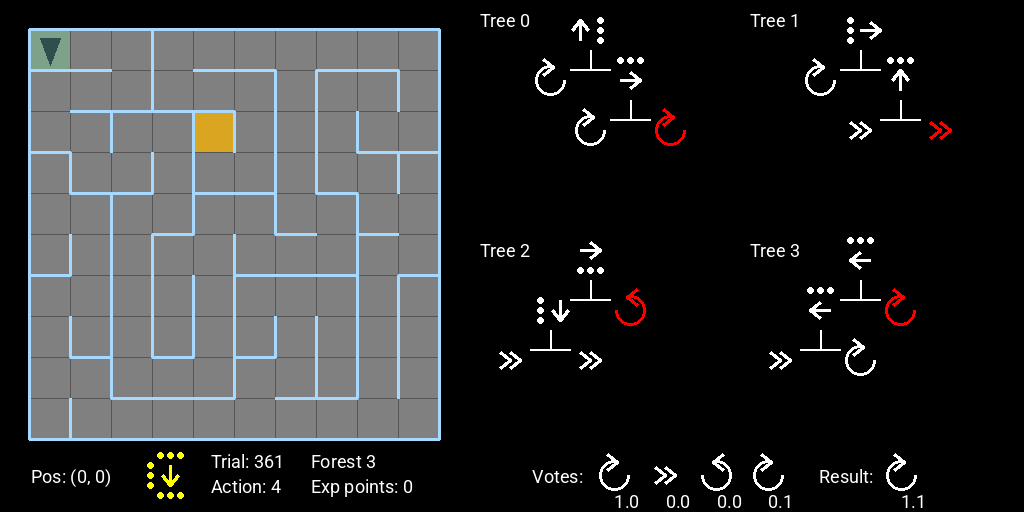 Tree 0
Tree 1
Tree 2
Tree 3
Pos: (0, 0)
Trial: 361
Forest 3
Action: 4
Exp points: 0
Votes:
1.0
0.0
0.0
0.1
Result:
1.1